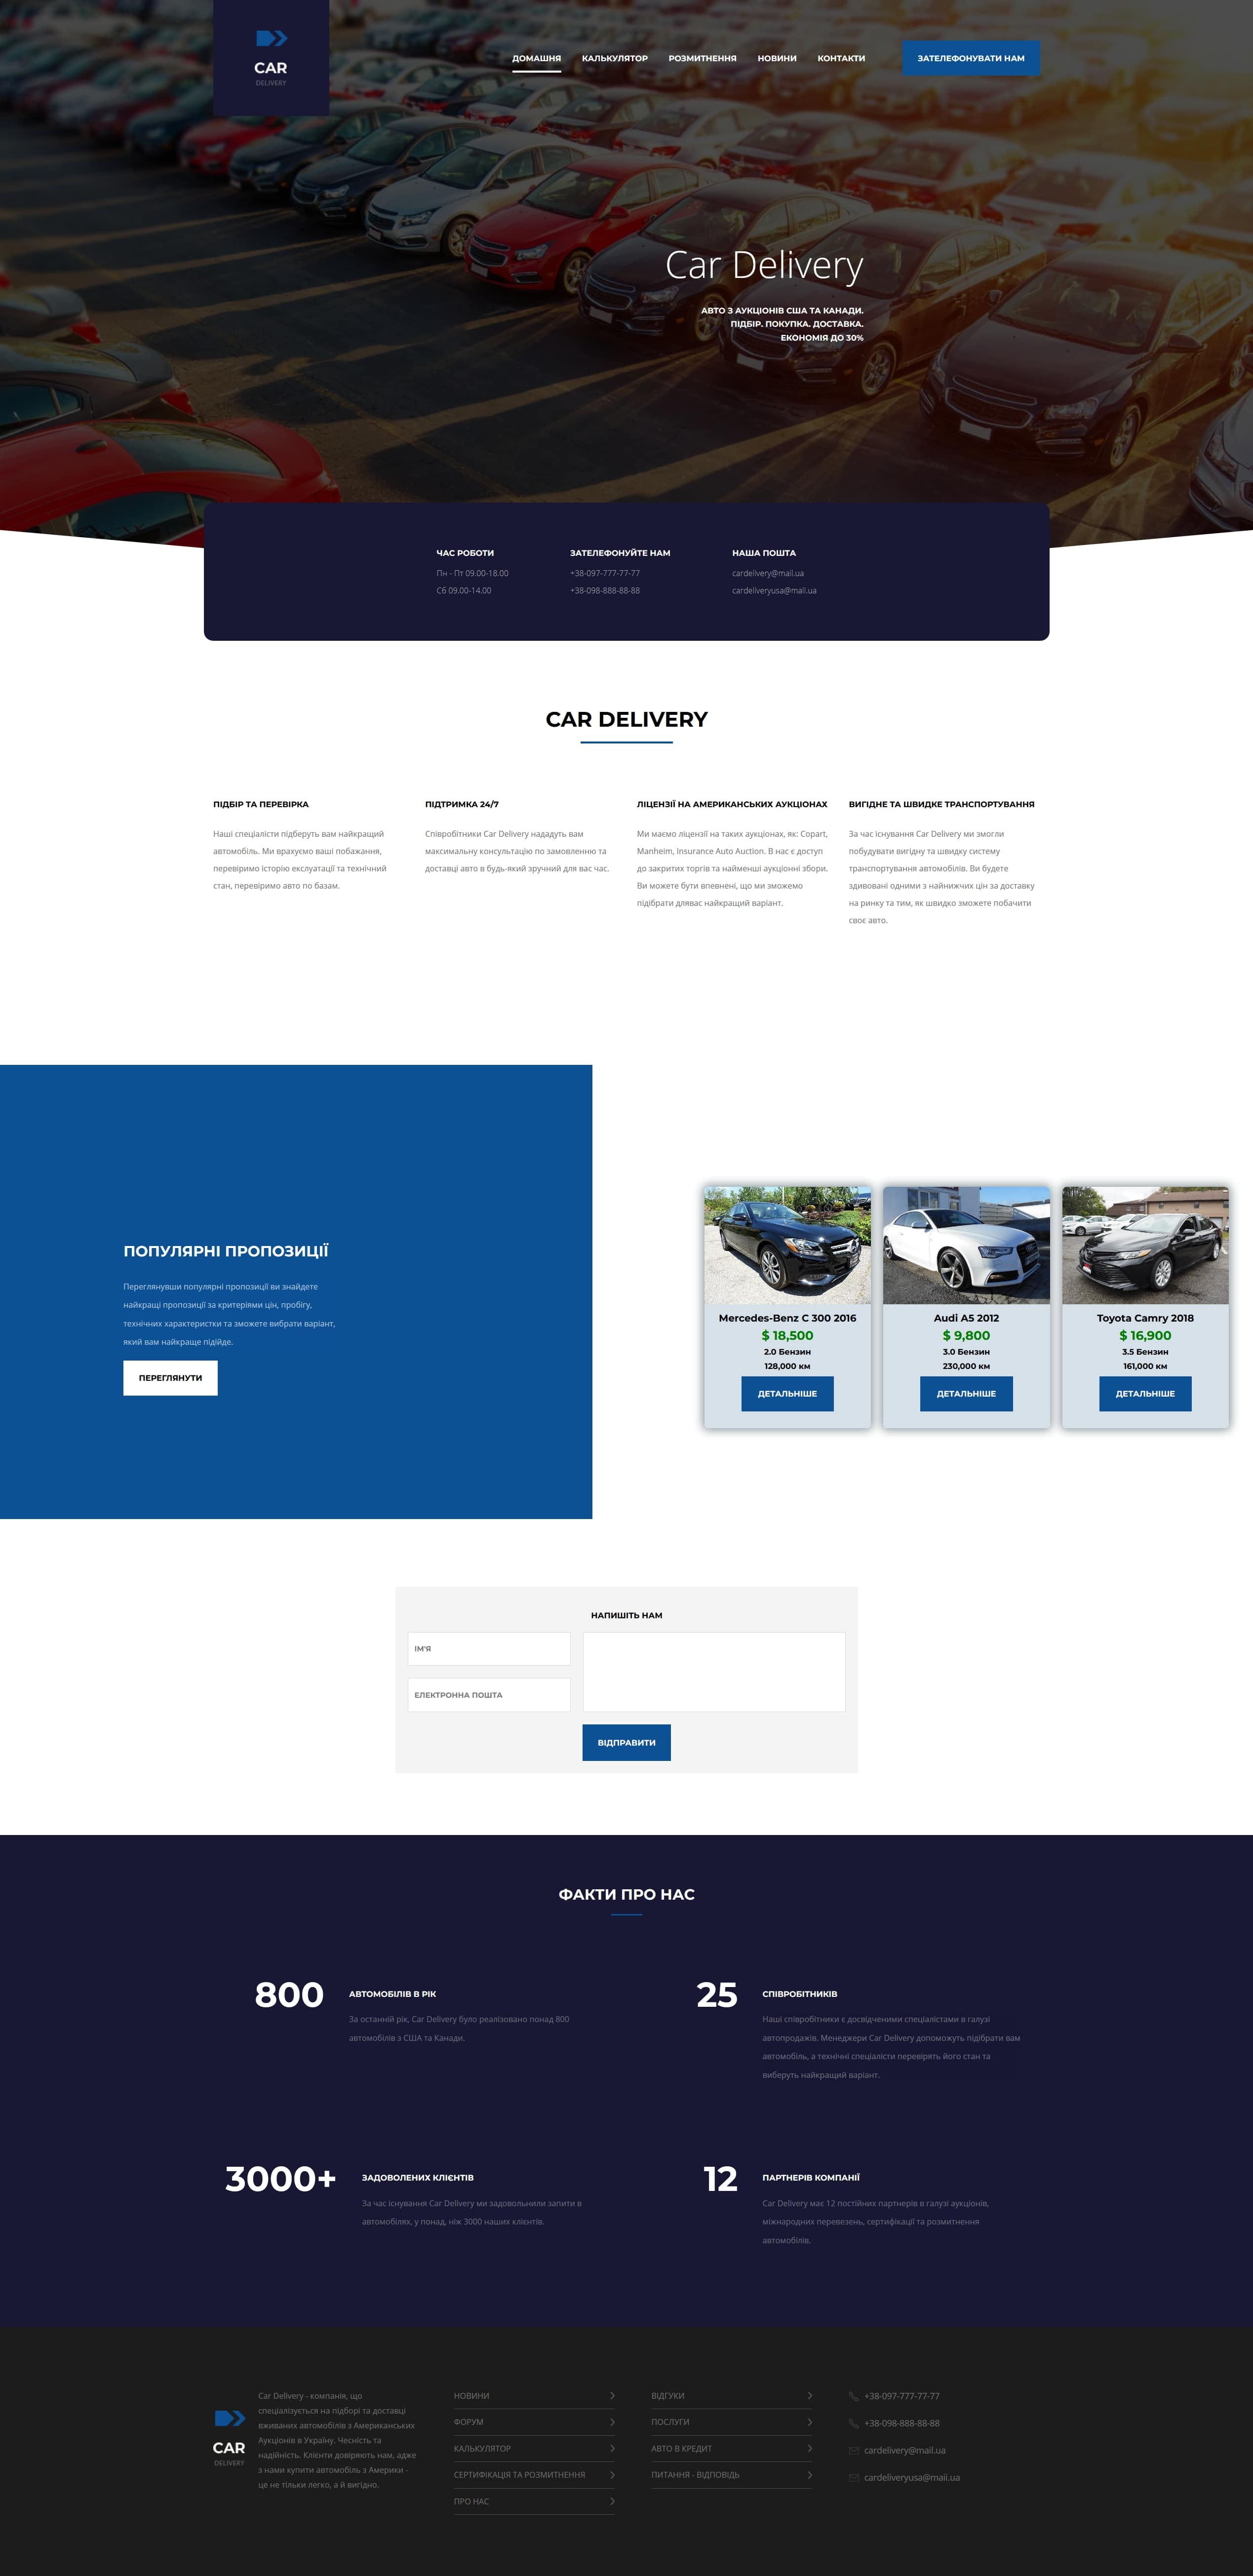 CAR
DELIVERY
ДОМАШНЯ
КАЛЬКУЛЯТОР
РОЗМИТНЕННЯ
НОВИНИ
КОНТАКТИ
ЗАТЕЛЕФОНУВАТИ НАМ
Car Delivery
АВТО З АУКЦІОНІВ США ТА КАНАДИ.
ПІДБІР. ПОКУПКА. ДОСТАВКА.
ЕКОНОМІЯ ДО 30%
ЧАС РОБОТИ
Пн - Пт 09.00-18.00
Сб 09.00-14.00
ЗАТЕЛЕФОНУЙТЕ НАМ
+38-097-777-77-77
+38-098-888-88-88
НАША ПОШТА
cardelivery@mail.ua
cardeliveryusa@mail.ua
CAR DELIVERY
ПІДБІР ТА ПЕРЕВІРКА
Наші спеціалісти підберуть вам найкращий
автомобіль. Ми врахуємо ваші побажання,
перевіримо історію екслуатації та технічний
стан, перевіримо авто по базам.
ПІДТРИМКА 24/7
Співробітники Car Delivery нададуть вам
максимальну консультацію по замовленню та
доставці авто в будь-який зручний для вас час.
ЛІЦЕНЗІЇ НА АМЕРИКАНСЬКИХ АУКЦІОНАХ
Ми маємо ліцензії на таких аукціонах, як: Copart,
Manheim, Insurance Auto Auction. В нас є доступ
до закритих торгів та найменші аукціонні збори.
Ви можете бути впевнені, що ми зможемо
підібрати длявас найкращий варіант.
ВИГІДНЕ ТА ШВИДКЕ ТРАНСПОРТУВАННЯ
За час існування Car Delivery ми змогли
побудувати вигідну та швидку систему
транспортування автомобілів. Ви будете
здивовані одними з найнижчих цін за доставку
на ринку та тим, як швидко зможете побачити
своє авто.
ПОПУЛЯРНІ ПРОПОЗИЦІЇ
Переглянувши популярні пропозиції ви знайдете
найкращі пропозиції за критеріями цін, пробігу,
технічних характеристки та зможете вибрати варіант,
який вам найкраще підійде.
ПЕРЕГЛЯНУТИ
Mercedes-Benz C 300 2016
$ 18,500
2.0 Бензин
128,000 км
ДЕТАЛЬНІШЕ
Audi A5 2012
$ 9,800
3.0 Бензин
230,000 км
ДЕТАЛЬНІШЕ
Toyota Camry 2018
$ 16,900
3.5 Бензин
161,000 км
ДЕТАЛЬНІШЕ
НАПИШІТЬ НАМ
ІМ'Я
ЕЛЕКТРОННА ПОШТА
ВІДПРАВИТИ
ФАКТИ ПРО НАС
800
АВТОМОБІЛІВ В РІК
За останній рік, Car Delivery було реалізовано понад 800
автомобілів з США та Канади.
25
СПІВРОБІТНИКІВ
Наші співробітники є досвідченими спеціалістами в галузі
автопродажів. Менеджери Car Delivery допоможуть підібрати вам
автомобіль, а технічні спеціалісти перевірять його стан та
виберуть найкращий варіант.
3000+
ЗАДОВОЛЕНИХ КЛІЄНТІВ
За час існування Car Delivery ми задовольнили запити в
автомобілях, у понад, ніж 3000 наших клієнтів.
12
ПАРТНЕРІВ КОМПАНІЇ
Car Delivery має 12 постійних партнерів в галузі аукціонів,
міжнародних перевезень, сертифікації та розмитнення
автомобілів.
CAR
DELIVERY
Car Delivery - компанія, що
спеціалізується на підборі та доставці
вживаних автомобілів з Американських
Аукціонів в Україну. Чесність та
надійність. Клієнти довіряють нам, адже
з нами купити автомобіль з Америки -
це не тільки легко, а й вигідно.
НОВИНИ
ФОРУМ
КАЛЬКУЛЯТОР
СЕРТИФІКАЦІЯ ТА РОЗМИТНЕННЯ
ПРО НАС
ВІДГУКИ
ПОСЛУГИ
АВТО В КРЕДИТ
ПИТАННЯ - ВІДПОВІДЬ
+38-097-777-77-77
+38-098-888-88-88
cardelivery@mail.ua
cardeliveryusa@mail.ua